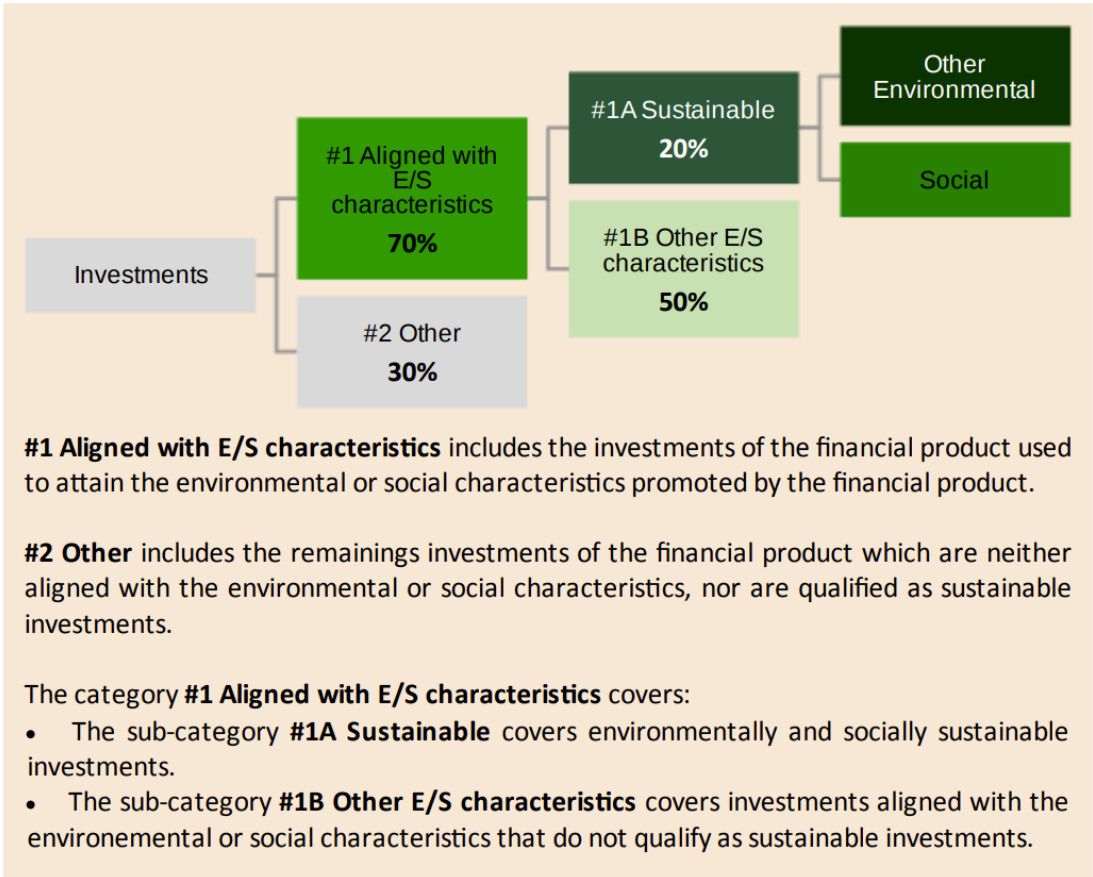 Other
Environmental
#1A Sustainable
20%
#1 Aligned with
E/S
characteristics
70%
Social
#1B Other E/S
characteristics
50%
Investments
#2 Other
30%
#1 Aligned with E/S characteristics includes the investments of the financial product used
to attain the environmental or social characteristics promoted by the financial product.
#2 Other includes the remainings investments of the financial product which are neither
aligned with the environmental or social characteristics, nor are qualified as sustainable
investments.
The category #1 Aligned with E/S characteristics covers:
• The sub-category #1A Sustainable covers environmentally and socially sustainable
investments.
• The sub-category #1B Other E/S characteristics covers investments aligned with the
environemental or social characteristics that do not qualify as sustainable investments.